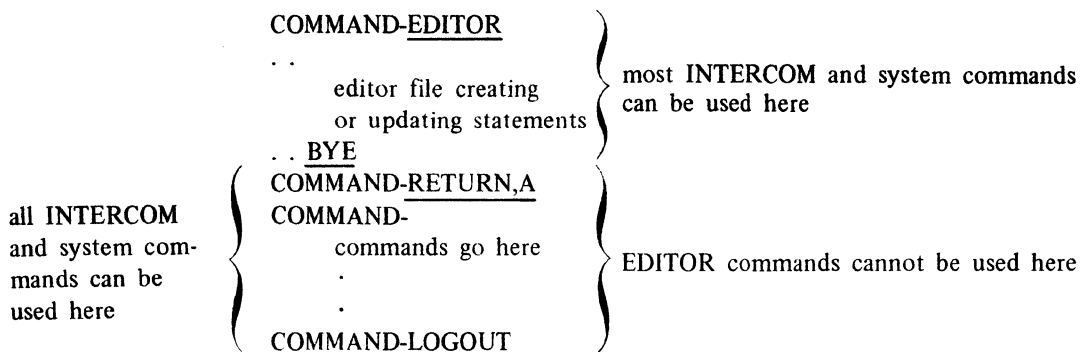 COMMAND-EDITOR
. .
editor file creating
or updating statements
. . BYE
most INTERCOM and system commands
can be used here
all INTERCOM
and system com-
mands can be
used here
COMMAND-RETURN,A
COMMAND-
commands go here
.
.
COMMAND-LOGOUT
EDITOR commands cannot be used here